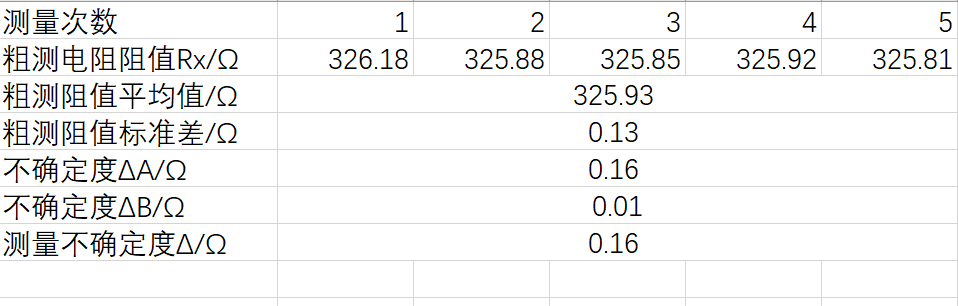 测量次数 1 2 3 4 5
粗测电阻阻值Rx/Ω 326.18 325.88 325.85 325.92 325.81
粗测阻值平均值/Ω 325.93
粗测阻值标准差/Ω 0.13
不确定度ΔA/Ω 0.16
不确定度ΔB/Ω 0.01
测量不确定度Δ/Ω 0.16